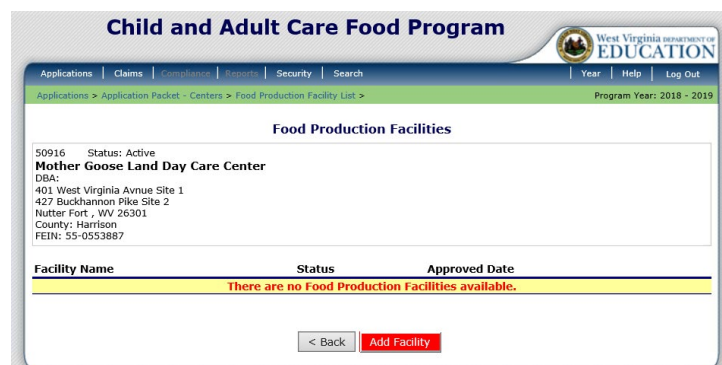 Child and Adult Care Food Program
West Virginia DEPARTMENT OF
EDUCATION
Applications | Claims | Compliance | Reports | Security | Search | Year | Help | Log Out
Applications > Application Packet - Centers > Food Production Facility List > Program Year: 2018 - 2019
Food Production Facilities
50916 Status: Active
Mother Goose Land Day Care Center
DBA:
401 West Virginia Avnue Site 1
427 Buckhannon Pike Site 2
Nutter Fort , WV 26301
County: Harrison
FEIN: 55-0553887
Facility Name Status Approved Date
There are no Food Production Facilities available.
< Back Add Facility